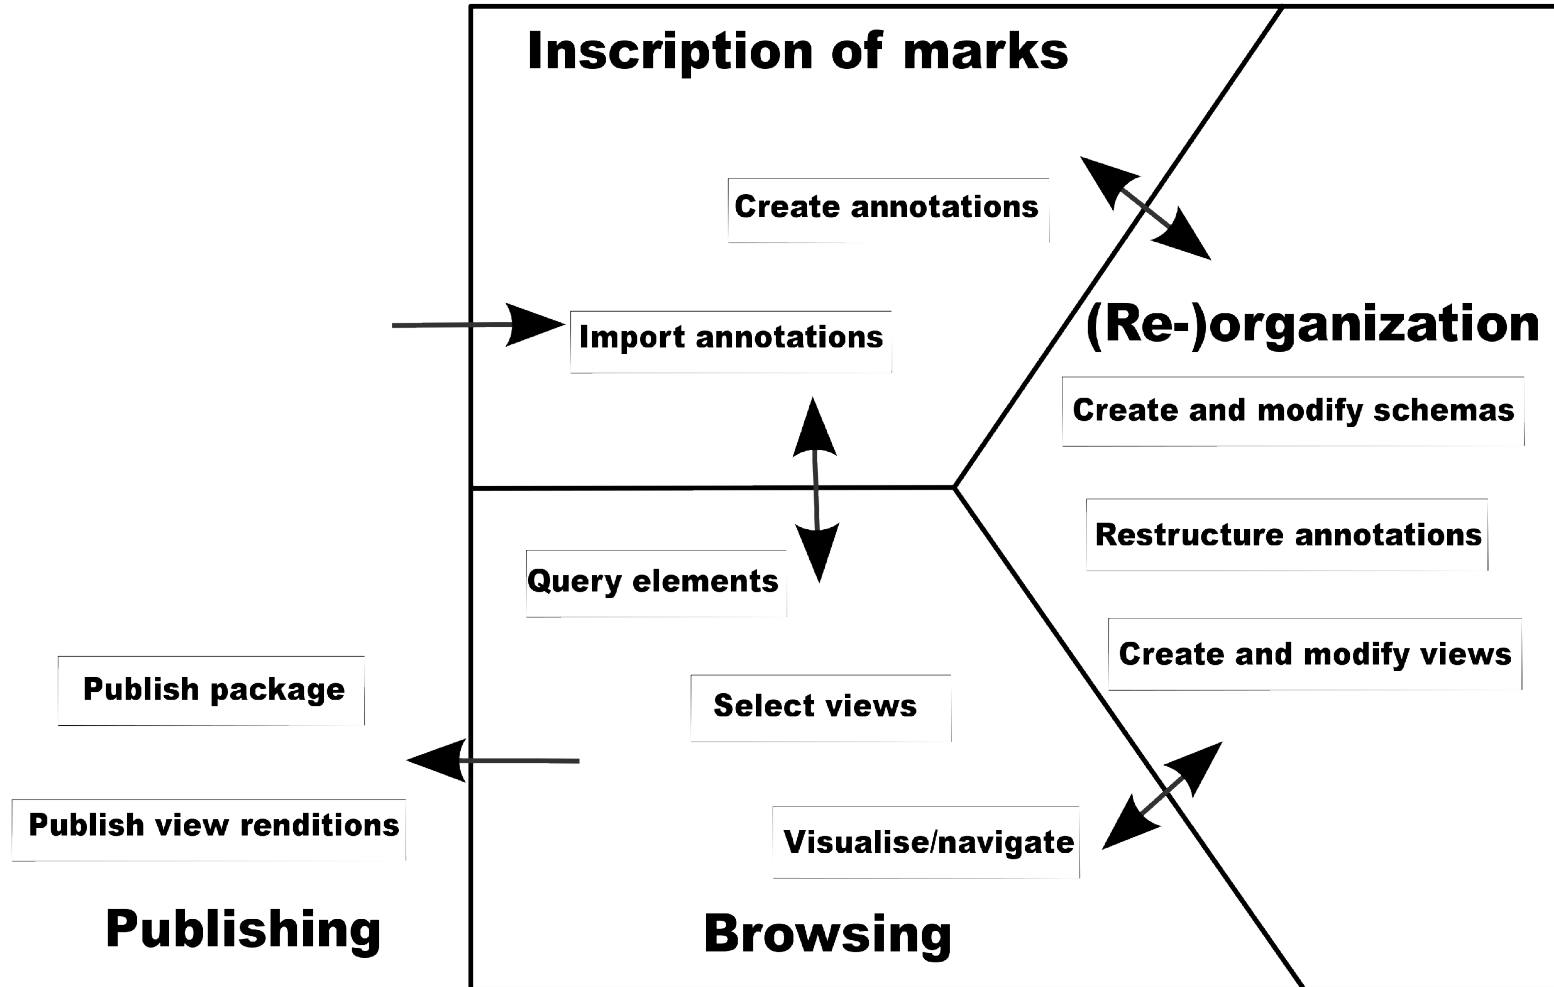 Inscription of marks
Create annotations
Import annotations
(Re-)organization
Create and modify schemas
Restructure annotations
Create and modify views
Query elements
Select views
Visualise/navigate
Browsing
Publish package
Publish view renditions
Publishing